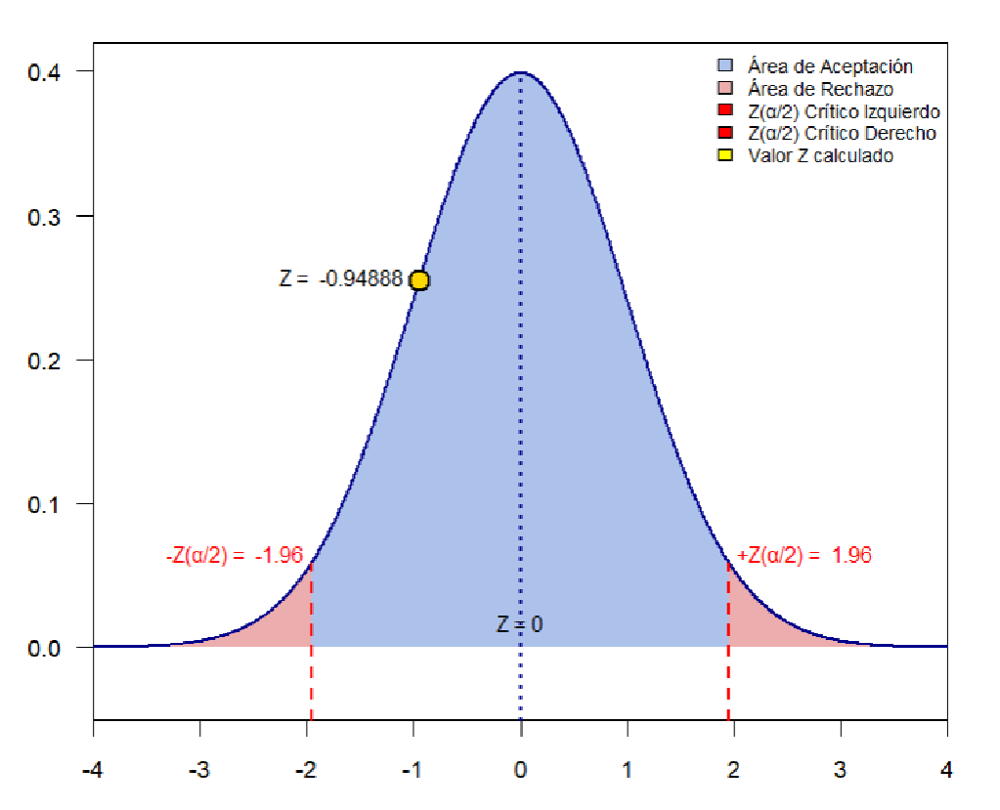 Área de Aceptación
Área de Rechazo
Z(α/2) Crítico Izquierdo
Z(α/2) Crítico Derecho
Valor Z calculado
0.4
0.3
0.2
0.1
0.0
Z = -0.94888
-Z(α/2) = -1.96
+Z(α/2) = 1.96
Z = 0
-4 -3 -2 -1 0 1 2 3 4